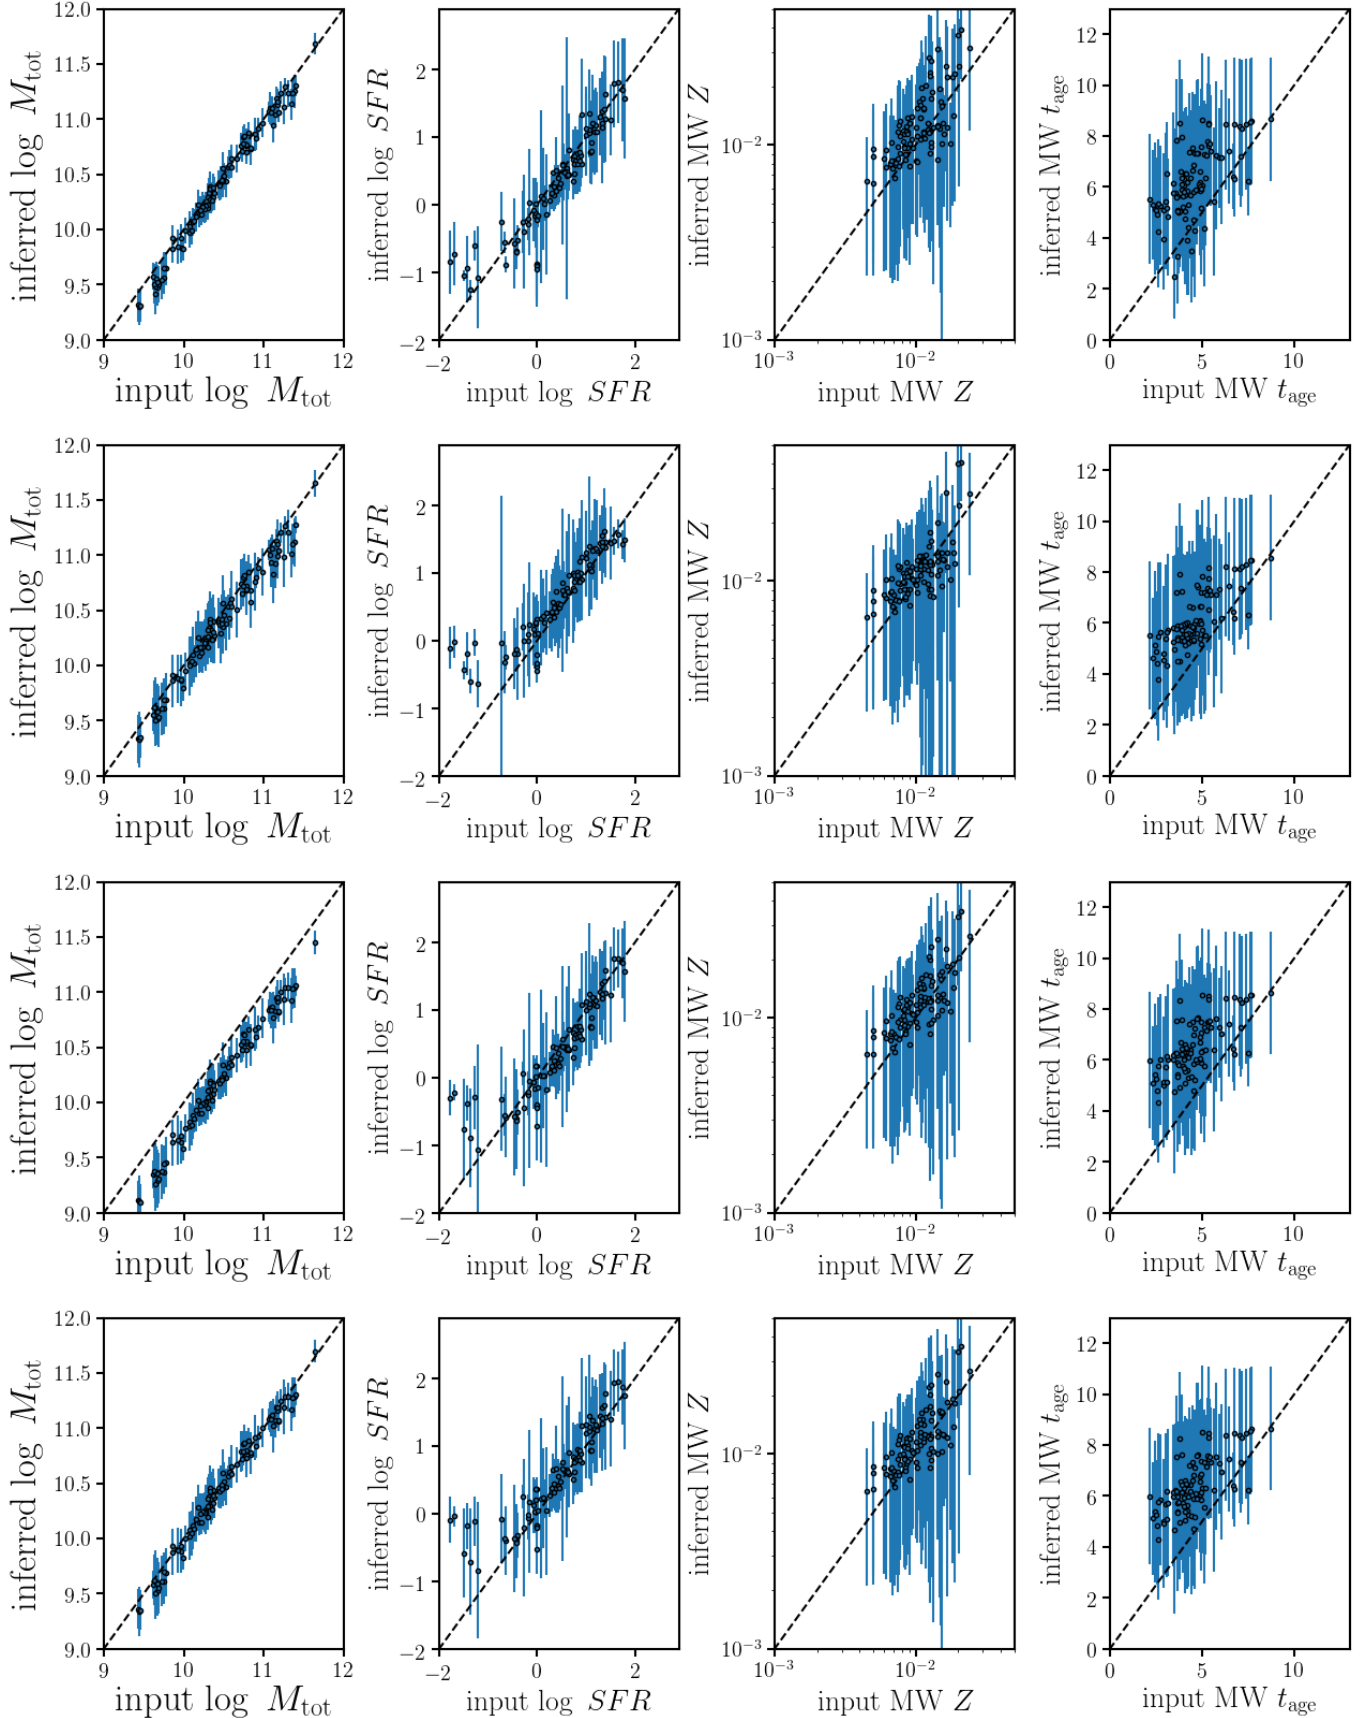 12.0
11.5
11.0
10.5
10.0
9.5
9.0
9 10 11 12
inferred log M_tot
input log M_tot
2
1
0
−1
−2
−2 0 2
inferred log SFR
input log SFR
10⁻²
10⁻³
10⁻³ 10⁻²
inferred MW Z
input MW Z
12
10
8
6
4
2
0
0 5 10
inferred MW t_age
input MW t_age
12.0
11.5
11.0
10.5
10.0
9.5
9.0
9 10 11 12
inferred log M_tot
input log M_tot
2
1
0
−1
−2
−2 0 2
inferred log SFR
input log SFR
10⁻²
10⁻³
10⁻³ 10⁻²
inferred MW Z
input MW Z
12
10
8
6
4
2
0
0 5 10
inferred MW t_age
input MW t_age
12.0
11.5
11.0
10.5
10.0
9.5
9.0
9 10 11 12
inferred log M_tot
input log M_tot
2
1
0
−1
−2
−2 0 2
inferred log SFR
input log SFR
10⁻²
10⁻³
10⁻³ 10⁻²
inferred MW Z
input MW Z
12
10
8
6
4
2
0
0 5 10
inferred MW t_age
input MW t_age
12.0
11.5
11.0
10.5
10.0
9.5
9.0
9 10 11 12
inferred log M_tot
input log M_tot
2
1
0
−1
−2
−2 0 2
inferred log SFR
input log SFR
10⁻²
10⁻³
10⁻³ 10⁻²
inferred MW Z
input MW Z
12
10
8
6
4
2
0
0 5 10
inferred MW t_age
input MW t_age